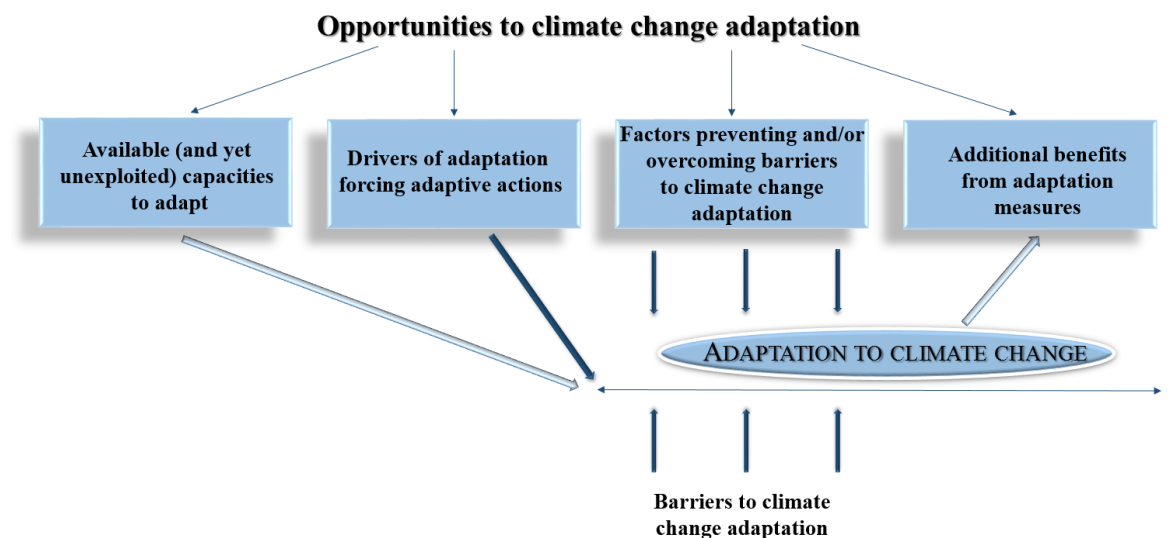 Opportunities to climate change adaptation
Available (and yet
unexploited) capacities
to adapt
Drivers of adaptation
forcing adaptive actions
Factors preventing and/or
overcoming barriers
to climate change
adaptation
Additional benefits
from adaptation
measures
ADAPTATION TO CLIMATE CHANGE
Barriers to climate
change adaptation